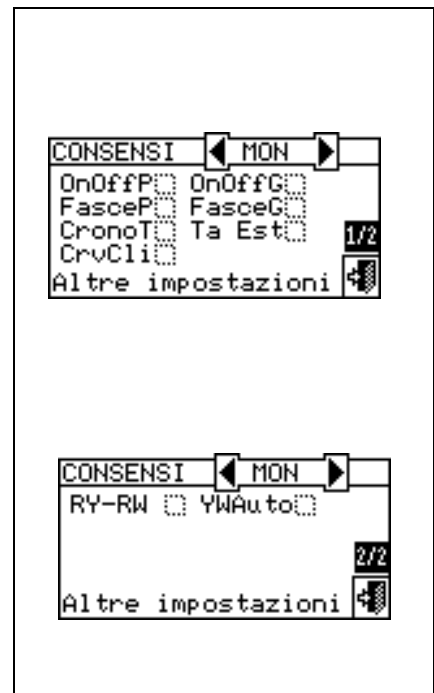 CONSENSI MON
OnOffP OnOffG
FasceP FasceG
CronoT Ta Est
1/2
CrvCli
Altre impostazioni
CONSENSI MON
RY-RW YWAuto
2/2
Altre impostazioni